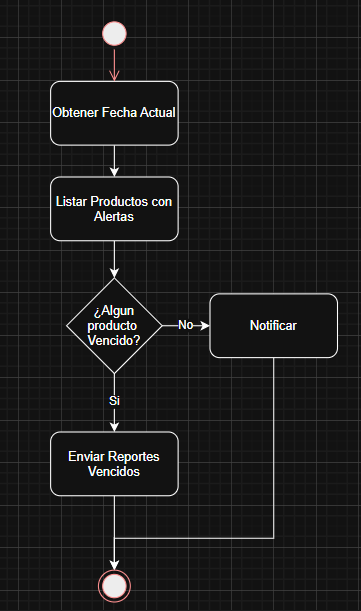 Obtener Fecha Actual
Listar Productos con
Alertas
¿Algun
producto
Vencido?
No
Notificar
Si
Enviar Reportes
Vencidos